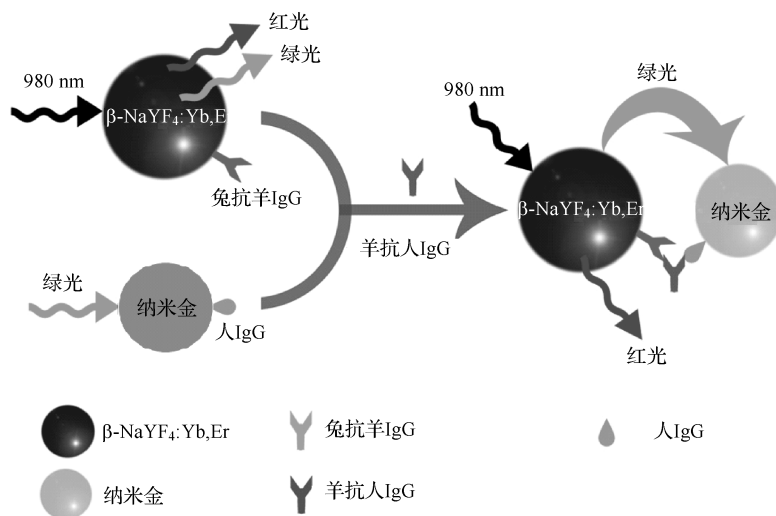 红光
绿光
980 nm
β-NaYF₄:Yb,E
兔抗羊IgG
绿光
纳米金
人IgG
羊抗人IgG
980 nm
绿光
β-NaYF₄:Yb,Er
纳米金
红光
β-NaYF₄:Yb,Er
兔抗羊IgG
人IgG
纳米金
羊抗人IgG